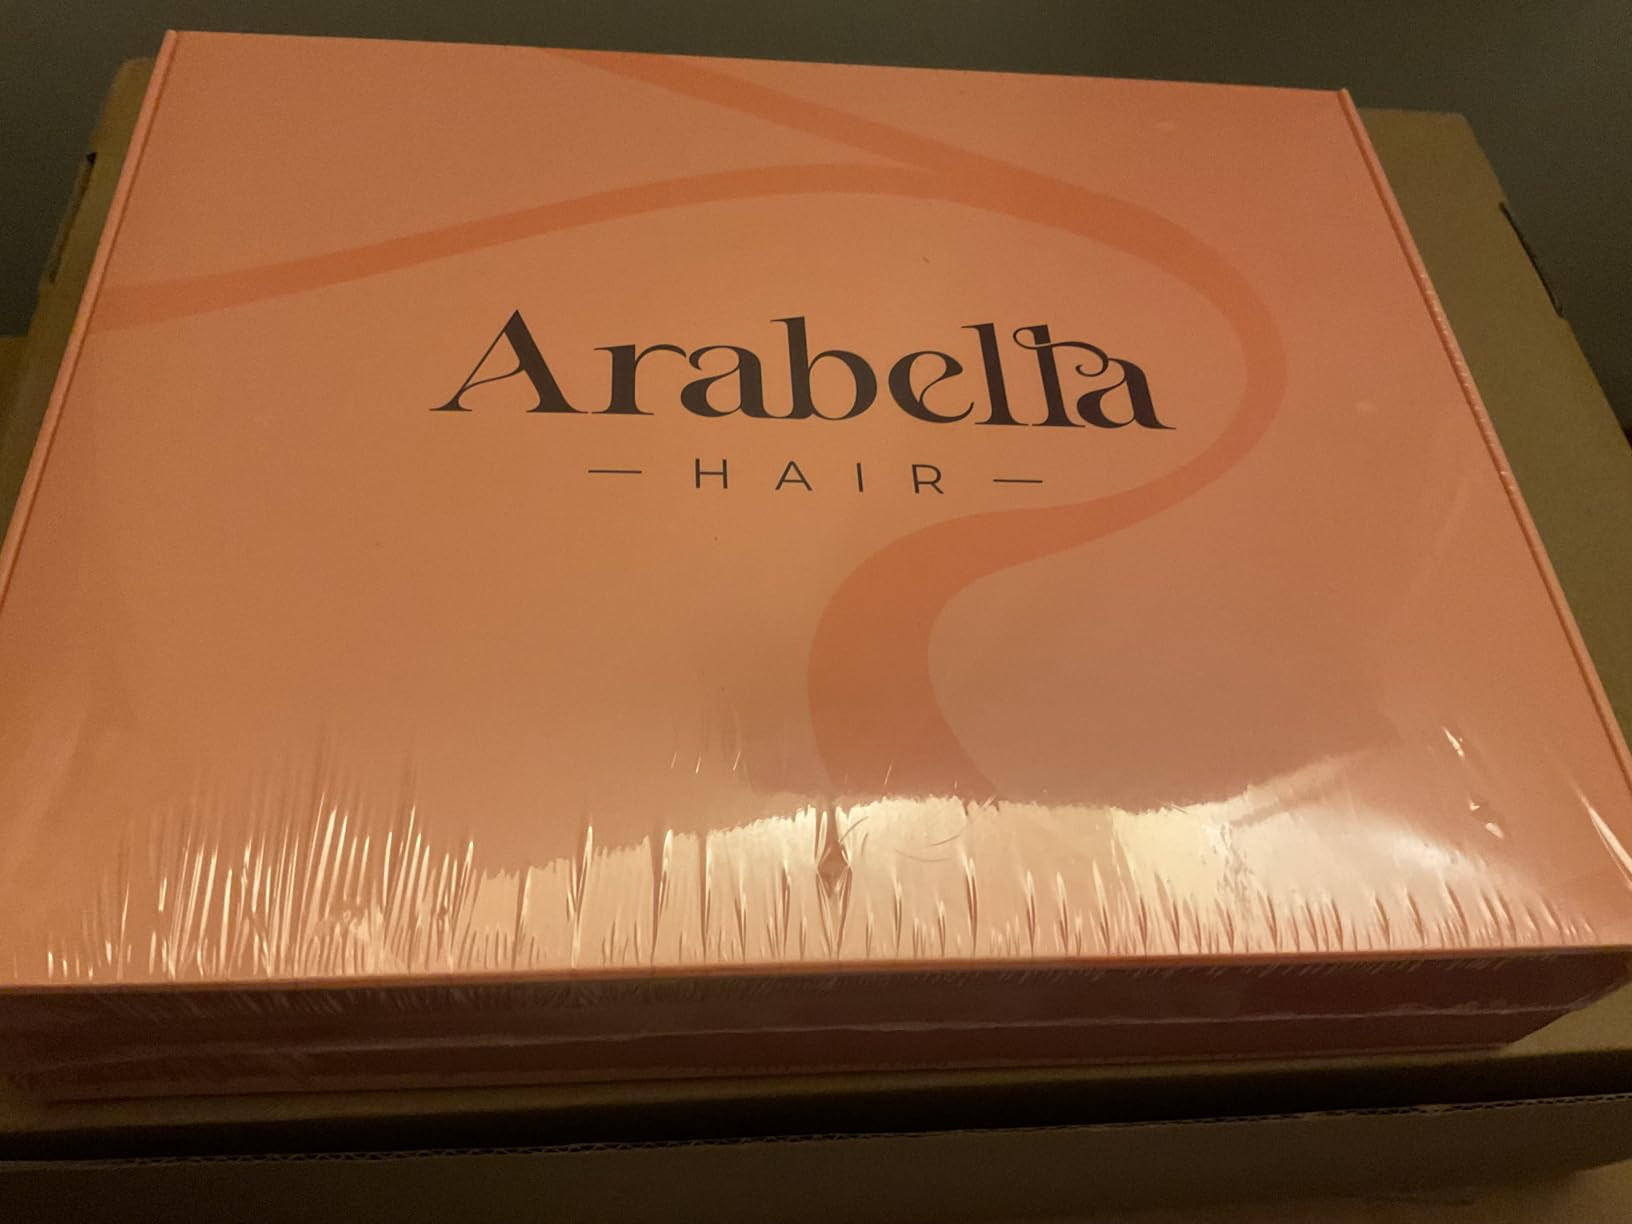 Arabella
— HAIR —